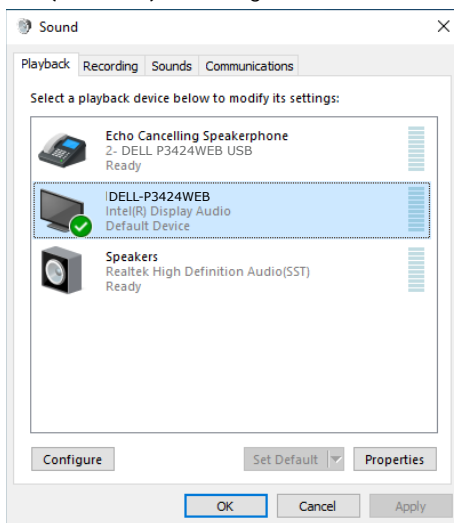 Sound
Playback Recording Sounds Communications
Select a playback device below to modify its settings:
Echo Cancelling Speakerphone
2- DELL P3424WEB USB
Ready
DELL-P3424WEB
Intel(R) Display Audio
Default Device
Speakers
Realtek High Definition Audio(SST)
Ready
Configure Set Default Properties
OK Cancel Apply